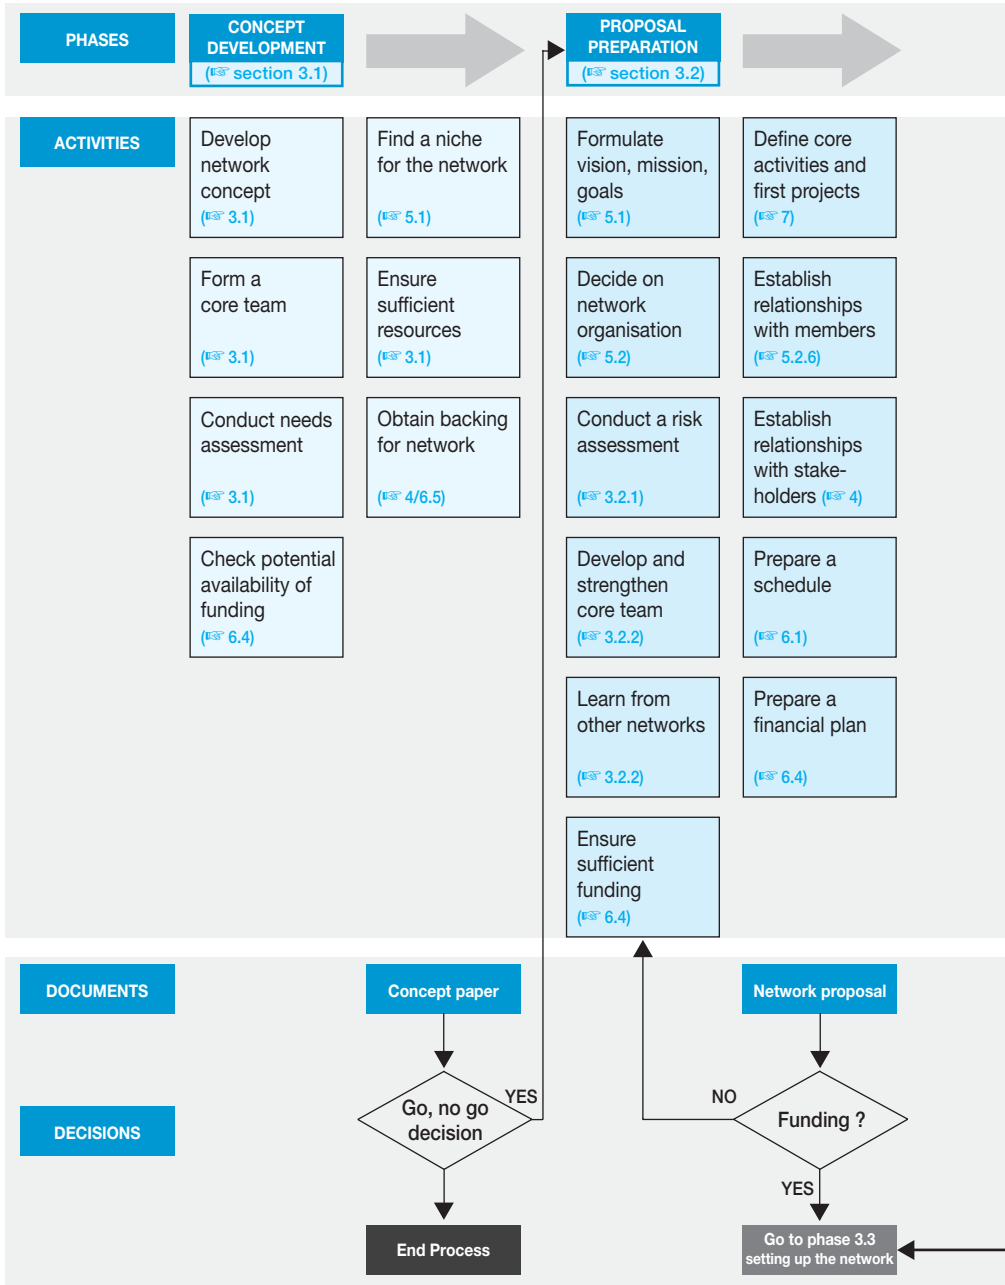 PHASES
CONCEPT
DEVELOPMENT
(☞ section 3.1)
PROPOSAL
PREPARATION
(☞ section 3.2)
ACTIVITIES
Develop
network
concept
(☞ 3.1)
Find a niche
for the network
(☞ 5.1)
Formulate
vision, mission,
goals
(☞ 5.1)
Define core
activities and
first projects
(☞ 7)
Form a
core team
(☞ 3.1)
Ensure
sufficient
resources
(☞ 3.1)
Decide on
network
organisation
(☞ 5.2)
Establish
relationships
with members
(☞ 5.2.6)
Conduct needs
assessment
(☞ 3.1)
Obtain backing
for network
(☞ 4/6.5)
Conduct a risk
assessment
(☞ 3.2.1)
Establish
relationships
with stake-
holders (☞ 4)
Check potential
availability of
funding
(☞ 6.4)
Develop and
strengthen
core team
(☞ 3.2.2)
Prepare a
schedule
(☞ 6.1)
Learn from
other networks
(☞ 3.2.2)
Prepare a
financial plan
(☞ 6.4)
Ensure
sufficient
funding
(☞ 6.4)
DOCUMENTS
Concept paper
Network proposal
DECISIONS
Go, no go
decision
YES
NO
Funding ?
YES
End Process
Go to phase 3.3
setting up the network